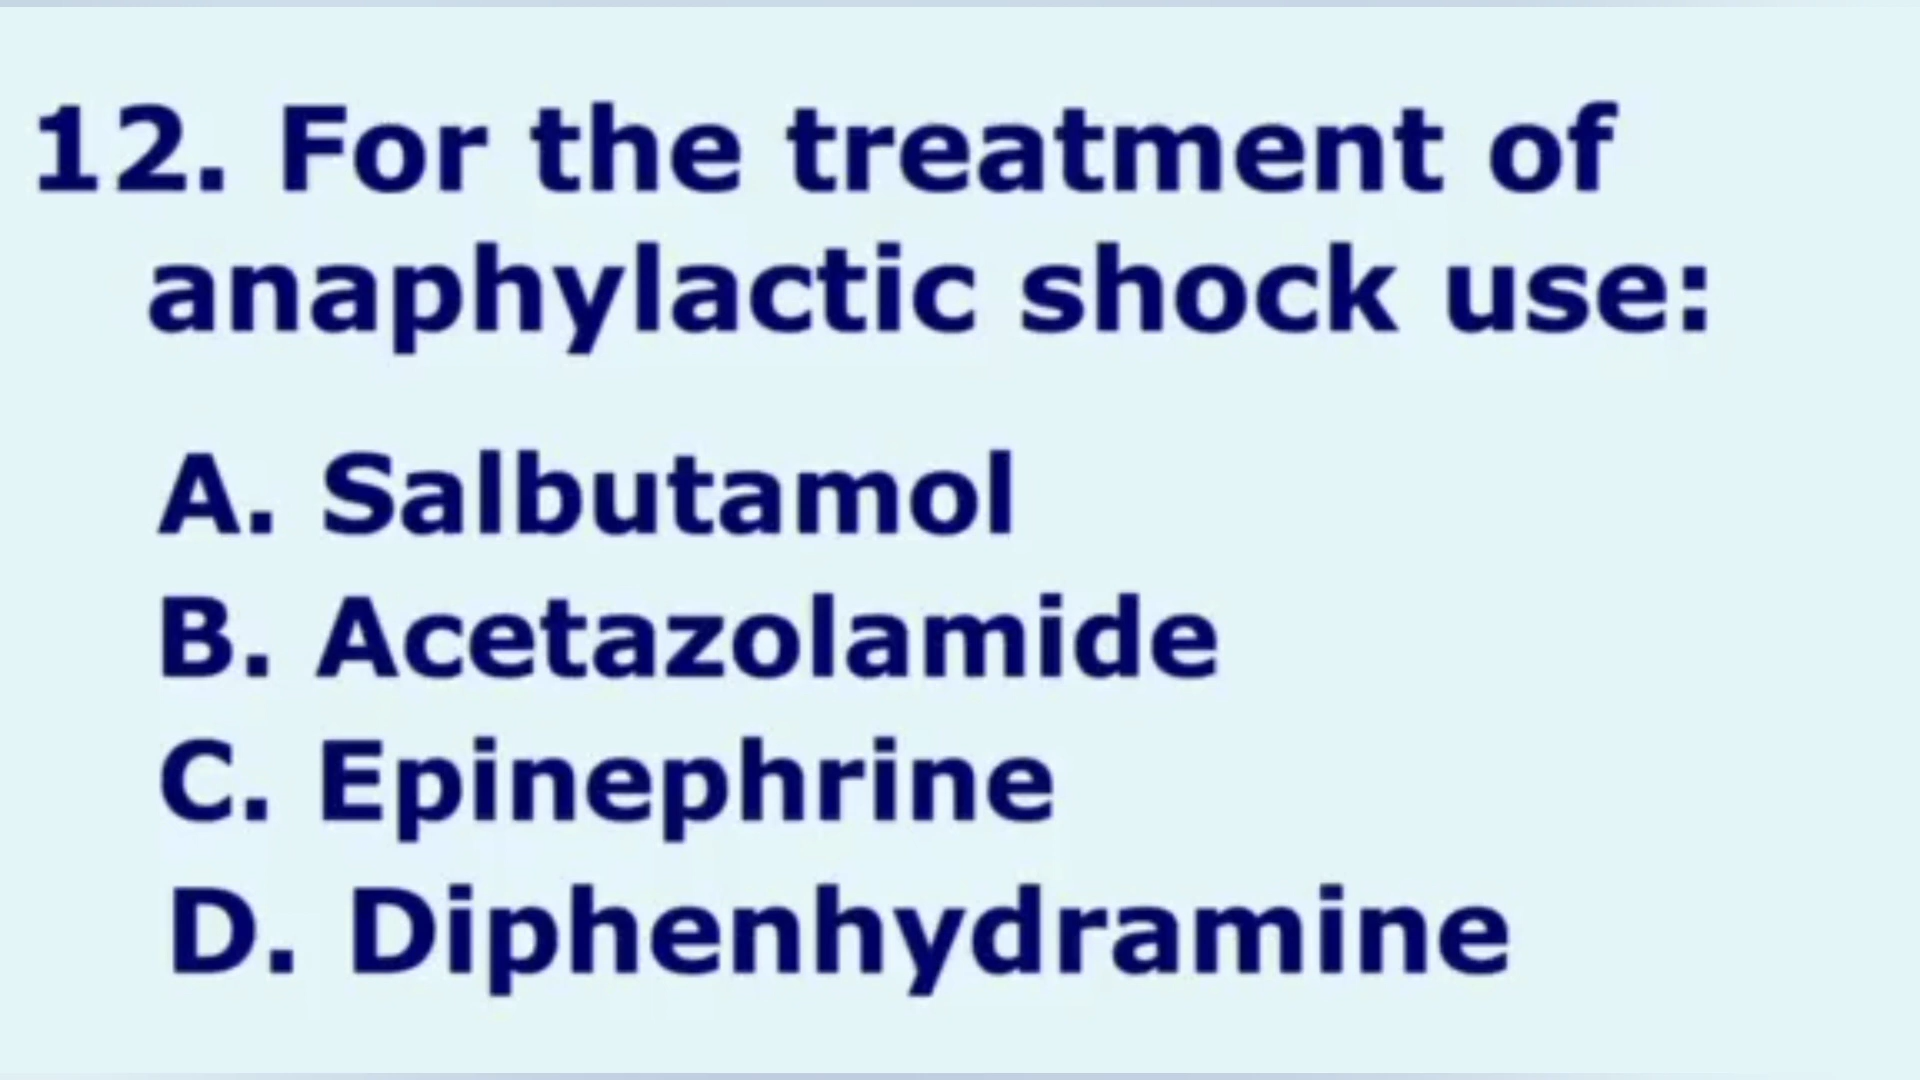 12. For the treatment of
anaphylactic shock use:
A. Salbutamol
B. Acetazolamide
C. Epinephrine
D. Diphenhydramine